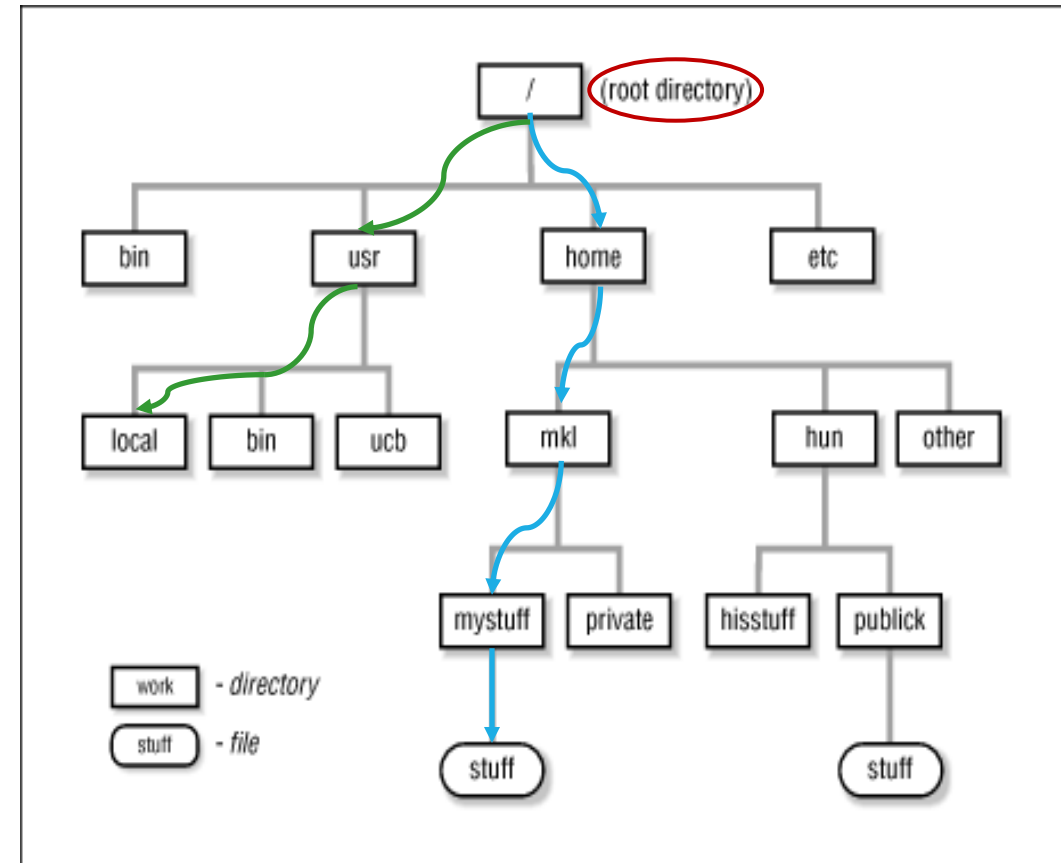 / (root directory)
bin usr home etc
local bin ucb mkl hun other
mystuff private hisstuff publick
work - directory
stuff - file
stuff stuff